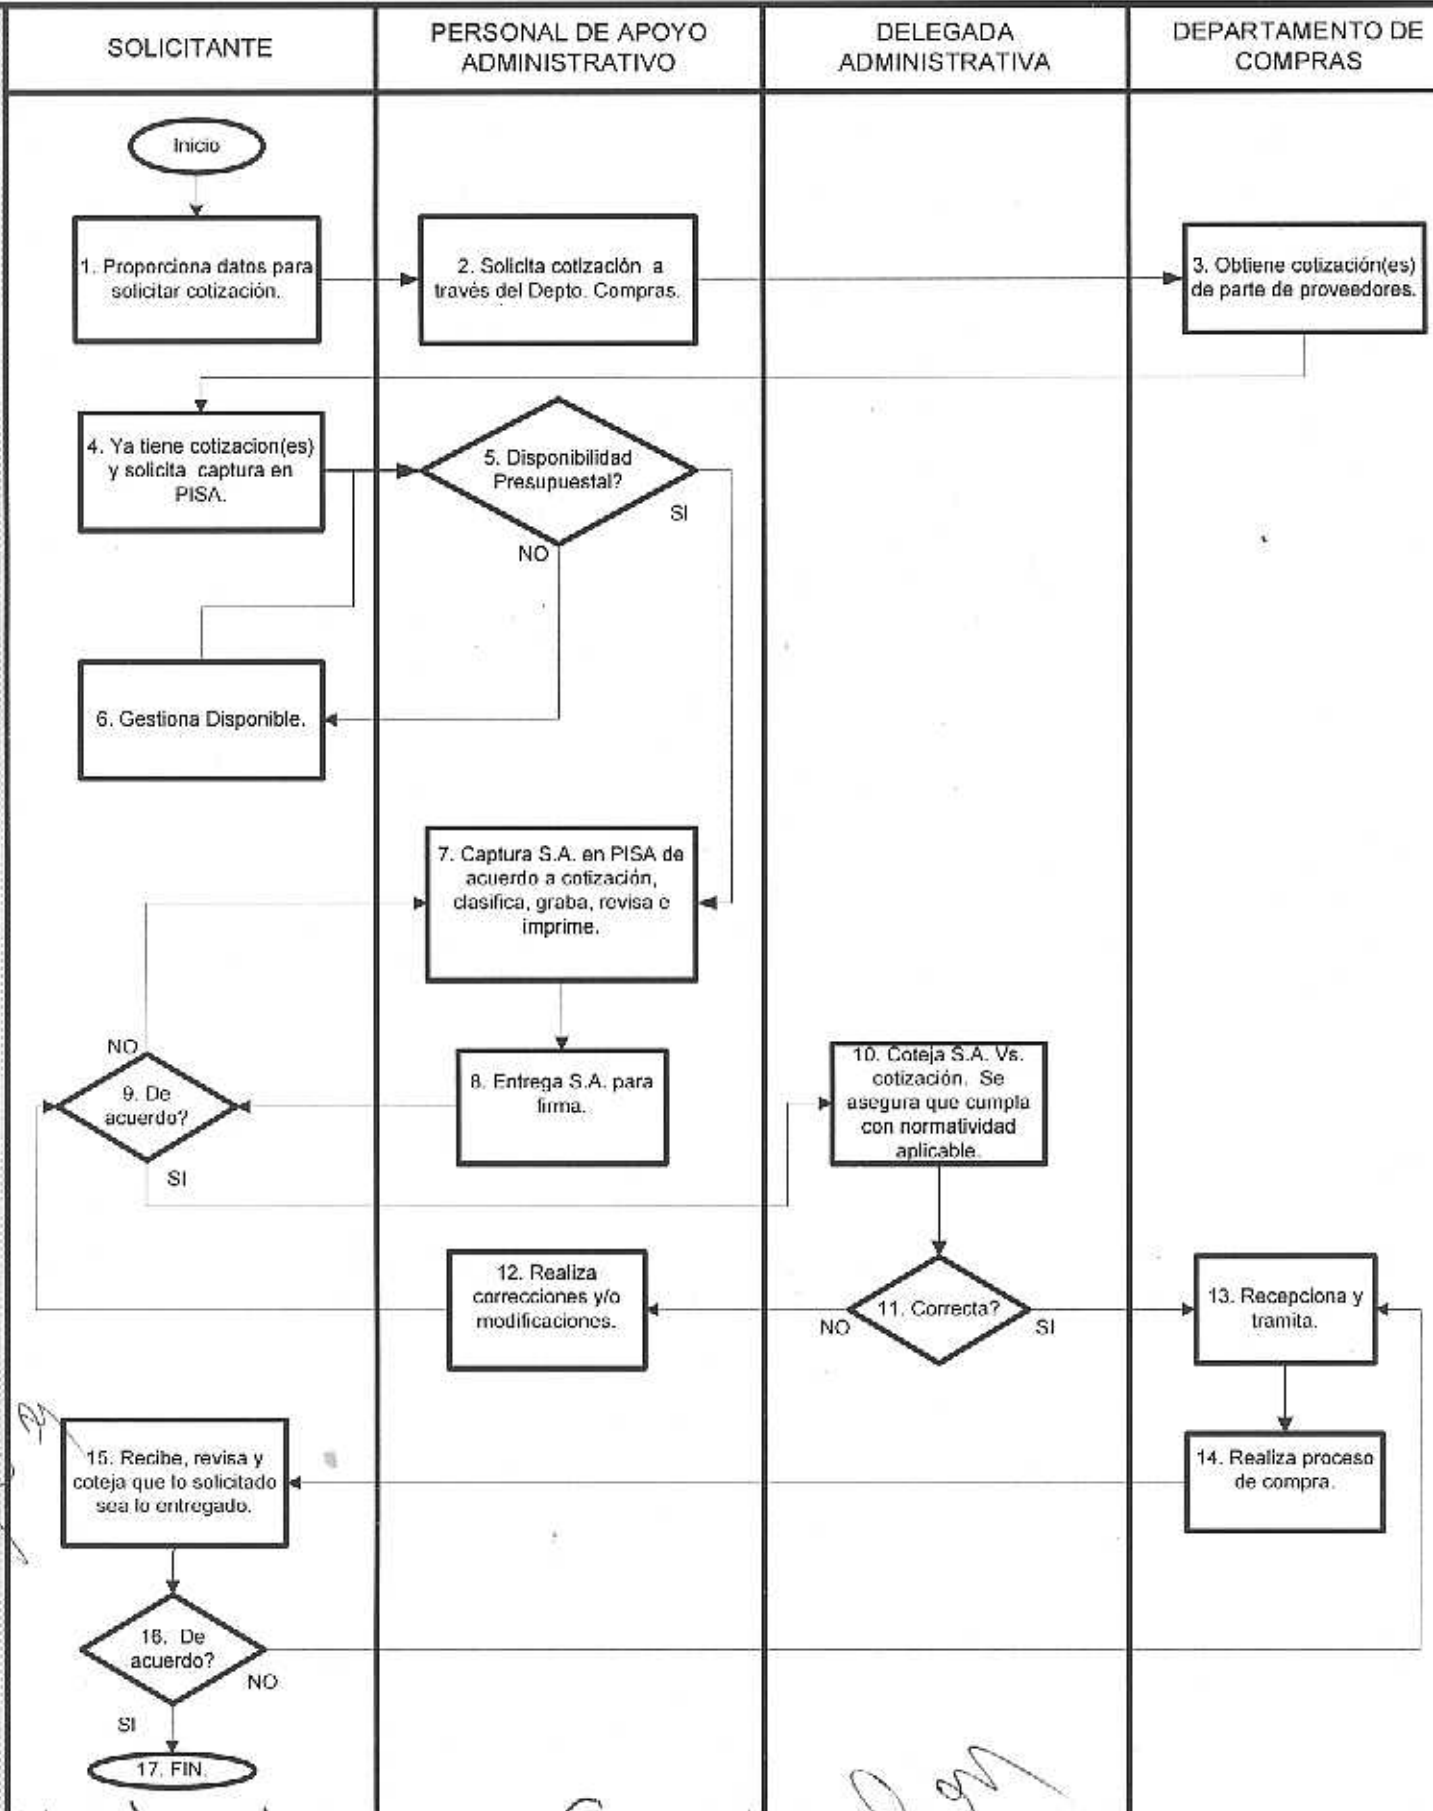 SOLICITANTE
PERSONAL DE APOYO
ADMINISTRATIVO
DELEGADA
ADMINISTRATIVA
DEPARTAMENTO DE
COMPRAS
Inicio
1. Proporciona datos para
solicitar cotización.
2. Solicita cotización a
través del Depto. Compras.
3. Obtiene cotización(es)
de parte de proveedores.
4. Ya tiene cotizacion(es)
y solicita captura en
PISA.
5. Disponibilidad
Presupuestal?
SI
NO
6. Gestiona Disponible.
7. Captura S.A. en PISA de
acuerdo a cotización,
clasifica, graba, revisa e
imprime.
8. Entrega S.A. para
firma.
NO
9. De
acuerdo?
SI
10. Coteja S.A. Vs.
cotización. Se
asegura que cumpla
con normatividad
aplicable.
11. Correcta?
NO
SI
12. Realiza
correcciones y/o
modificaciones.
13. Recepciona y
tramita.
14. Realiza proceso
de compra.
15. Recibe, revisa y
coteja que lo solicitado
sea lo entregado.
16. De
acuerdo?
NO
SI
17. FIN.